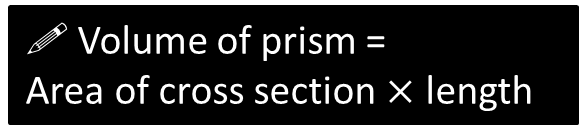 Volume of prism =
Area of cross section × length